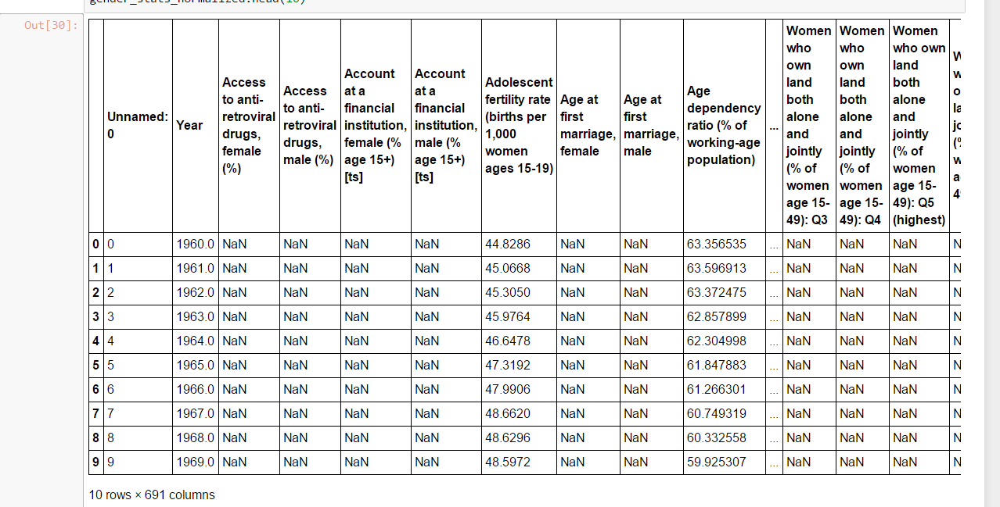 gender_stats_normalized.head(10)
Out[30]:
Unnamed:
0
Year
Access
to anti-
retroviral
drugs,
female
(%)
Access
to anti-
retroviral
drugs,
male (%)
Account
at a
financial
institution,
female (%
age 15+)
[ts]
Account
at a
financial
institution,
male (%
age 15+)
[ts]
Adolescent
fertility rate
(births per
1,000
women
ages 15-19)
Age at
first
marriage,
female
Age at
first
marriage,
male
Age
dependency
ratio (% of
working-age
population)
...
Women
who
own
land
both
alone
and
jointly
(% of
women
age 15-
49): Q3
Women
who
own
land
both
alone
and
jointly
(% of
women
age 15-
49): Q4
Women
who own
land
both
alone
and
jointly
(% of
women
age 15-
49): Q5
(highest)
0 0 1960.0 NaN NaN NaN NaN 44.8286 NaN NaN 63.356535 ... NaN NaN NaN
1 1 1961.0 NaN NaN NaN NaN 45.0668 NaN NaN 63.596913 ... NaN NaN NaN
2 2 1962.0 NaN NaN NaN NaN 45.3050 NaN NaN 63.372475 ... NaN NaN NaN
3 3 1963.0 NaN NaN NaN NaN 45.9764 NaN NaN 62.857899 ... NaN NaN NaN
4 4 1964.0 NaN NaN NaN NaN 46.6478 NaN NaN 62.304998 ... NaN NaN NaN
5 5 1965.0 NaN NaN NaN NaN 47.3192 NaN NaN 61.847883 ... NaN NaN NaN
6 6 1966.0 NaN NaN NaN NaN 47.9906 NaN NaN 61.266301 ... NaN NaN NaN
7 7 1967.0 NaN NaN NaN NaN 48.6620 NaN NaN 60.749319 ... NaN NaN NaN
8 8 1968.0 NaN NaN NaN NaN 48.6296 NaN NaN 60.332558 ... NaN NaN NaN
9 9 1969.0 NaN NaN NaN NaN 48.5972 NaN NaN 59.925307 ... NaN NaN NaN
10 rows × 691 columns